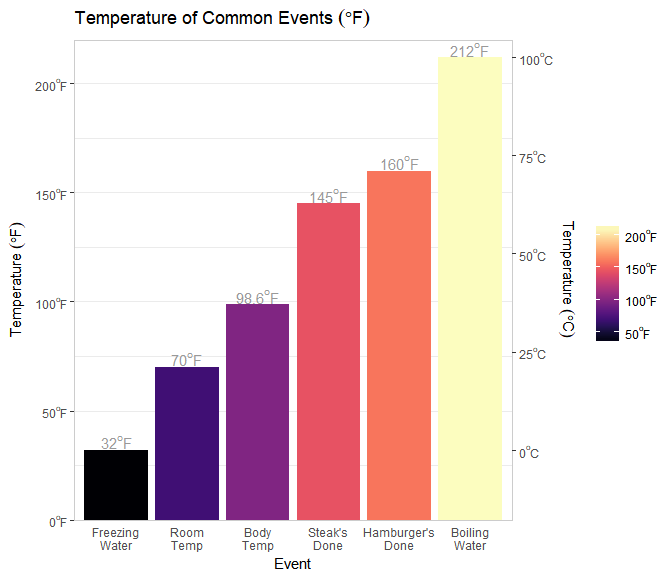 Temperature of Common Events (°F)
Temperature (°F)
200°F
150°F
100°F
50°F
0°F
32°F
70°F
98.6°F
145°F
160°F
212°F
100°C
75°C
50°C
25°C
0°C
Temperature (°C)
200°F
150°F
100°F
50°F
Freezing
Water
Room
Temp
Body
Temp
Steak's
Done
Hamburger's
Done
Boiling
Water
Event